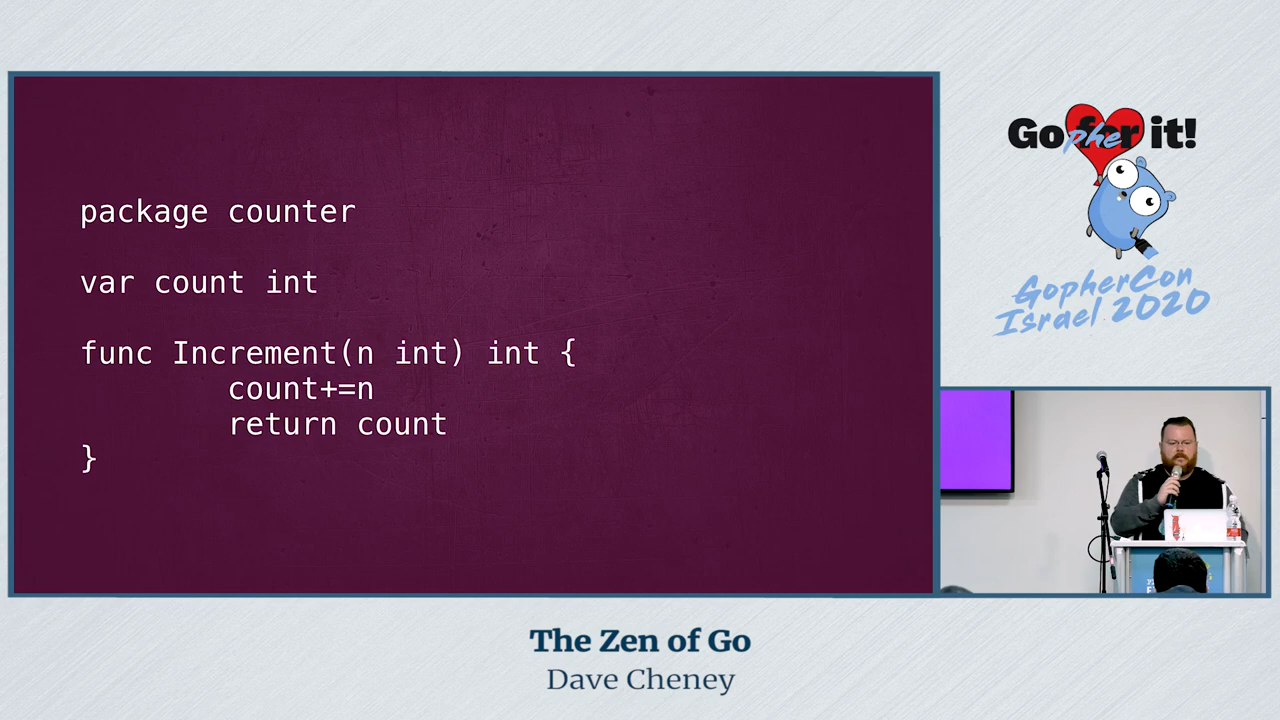 package counter
var count int
func Increment(n int) int {
        count+=n
        return count
}
Gopher it!
GopherCon
Israel 2020
The Zen of Go
Dave Cheney